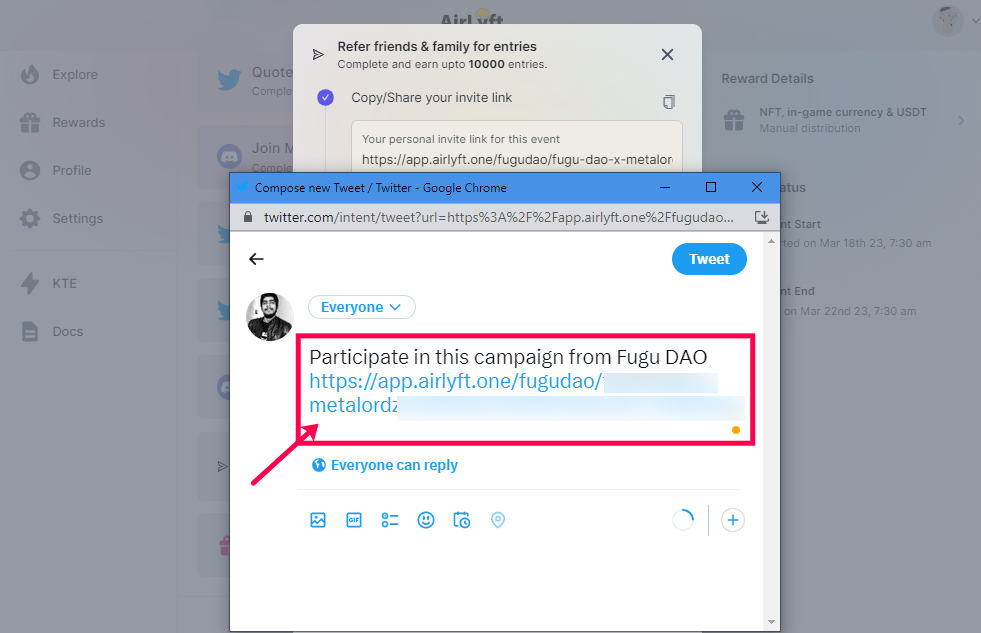 AirLyft
Explore
Rewards
Profile
Settings
KTE
Docs
Quote
Comple
Join M
Complet
Refer friends & family for entries
Complete and earn upto 10000 entries.
Copy/Share your invite link
Your personal invite link for this event
https://app.airlyft.one/fugudao/fugu-dao-x-metalor
Reward Details
NFT, in-game currency & USDT
Manual distribution
atus
nt Start
ted on Mar 18th 23, 7:30 am
nt End
on Mar 22nd 23, 7:30 am
Compose new Tweet / Twitter - Google Chrome
twitter.com/intent/tweet?url=https%3A%2F%2Fapp.airlyft.one%2Ffugudao...
Tweet
Everyone
Participate in this campaign from Fugu DAO
https://app.airlyft.one/fugudao/
metalordz
Everyone can reply
GIF